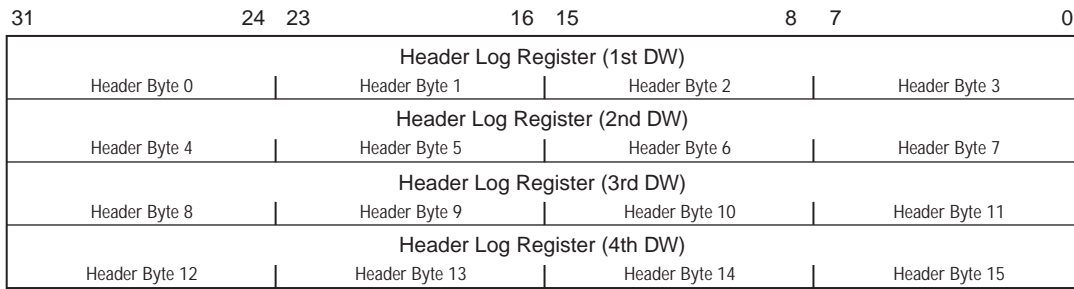 31 24 23 16 15 8 7 0
Header Log Register (1st DW)
Header Byte 0 Header Byte 1 Header Byte 2 Header Byte 3
Header Log Register (2nd DW)
Header Byte 4 Header Byte 5 Header Byte 6 Header Byte 7
Header Log Register (3rd DW)
Header Byte 8 Header Byte 9 Header Byte 10 Header Byte 11
Header Log Register (4th DW)
Header Byte 12 Header Byte 13 Header Byte 14 Header Byte 15